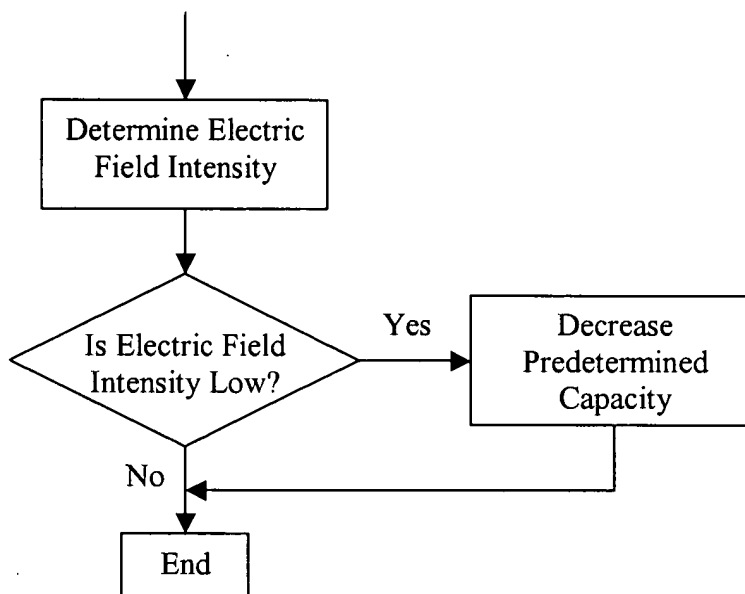 Determine Electric
Field Intensity
Is Electric Field
Intensity Low?
Yes
Decrease
Predetermined
Capacity
No
End